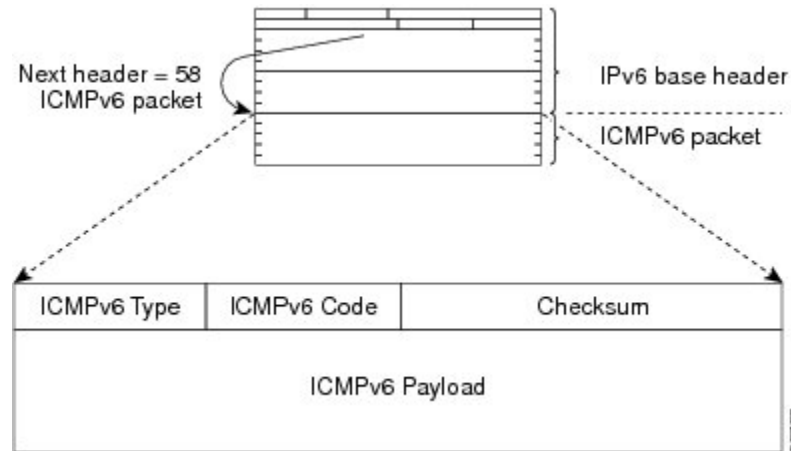 Next header = 58
ICMPv6 packet
IPv6 base header
ICMPv6 packet
ICMPv6 Type
ICMPv6 Code
Checksum
ICMPv6 Payload